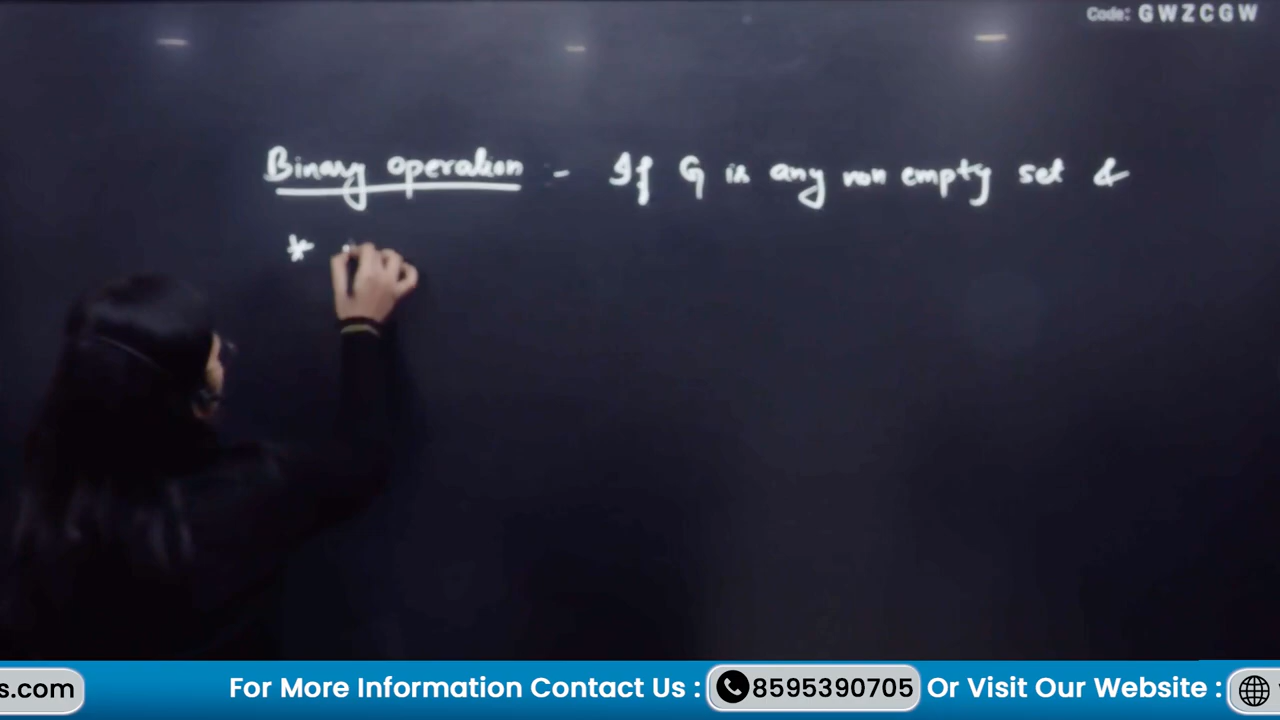 Code: GWZCGW
Binary operation - If G is any non empty set &
*
s.com For More Information Contact Us : 8595390705 Or Visit Our Website :